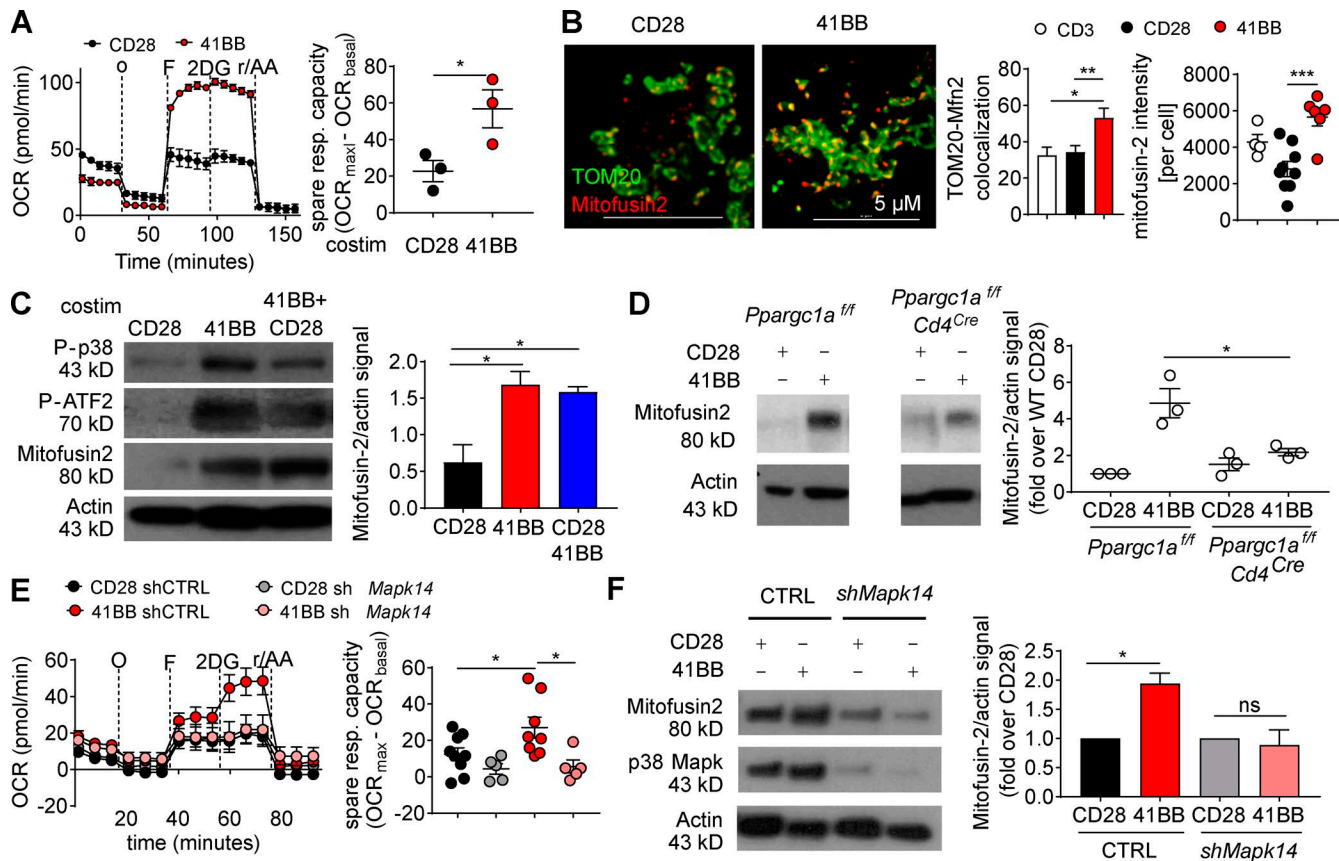 A
CD28 41BB
O F 2DG r/AA
OCR (pmol/min)
100
50
0
0 50 100 150
Time (minutes)
spare resp. capacity
(OCRmaxl - OCRbasal)
80
60
40
20
0
*
costim CD28 41BB
B
CD28 41BB
TOM20
Mitofusin2
5 µM
CD3 CD28 41BB
TOM20-Mfn2
colocalization
80
60
40
20
0
**
*
mitofusin-2 intensity
[per cell]
8000
6000
4000
2000
0
***
C
costim
CD28 41BB 41BB+
CD28
P-p38
43 kD
P-ATF2
70 kD
Mitofusin2
80 kD
Actin
43 kD
Mitofusin-2/actin signal
2.0
1.5
1.0
0.5
0.0
*
*
CD28 41BB CD28
41BB
D
Ppargc1a f/f
Ppargc1a f/f
Cd4Cre
CD28 + − + −
41BB − + − +
Mitofusin2
80 kD
Actin
43 kD
Mitofusin-2/actin signal
(fold over WT CD28)
8
6
4
2
0
*
CD28 41BB CD28 41BB
Ppargc1a f/f
Ppargc1a f/f
Cd4Cre
E
CD28 shCTRL CD28 sh Mapk14
41BB shCTRL 41BB sh Mapk14
O F 2DG r/AA
OCR (pmol/min)
60
40
20
0
-20
20 40 60 80
time (minutes)
spare resp. capacity
(OCRmax - OCRbasal)
60
40
20
0
-20
* *
F
CTRL shMapk14
CD28 + − + −
41BB − + − +
Mitofusin2
80 kD
p38 Mapk
43 kD
Actin
43 kD
Mitofusin-2/actin signal
(fold over CD28)
2.5
2.0
1.5
1.0
0.5
0.0
*
ns
CD28 41BB CD28 41BB
CTRL shMapk14